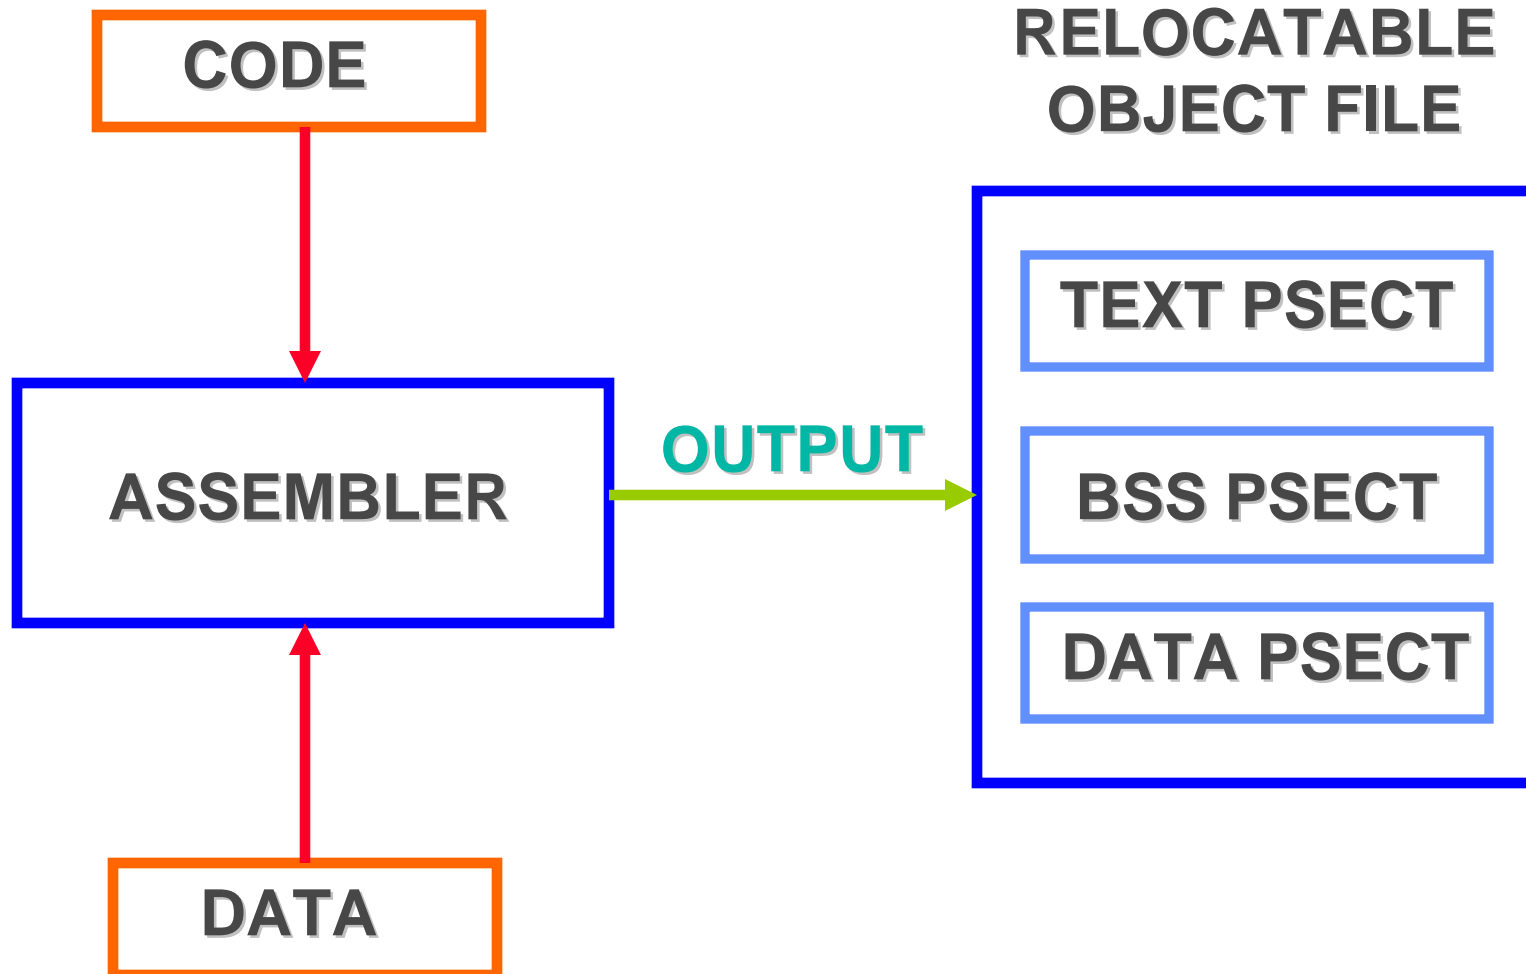 CODE
RELOCATABLE
OBJECT FILE
TEXT PSECT
OUTPUT
ASSEMBLER
BSS PSECT
DATA PSECT
DATA